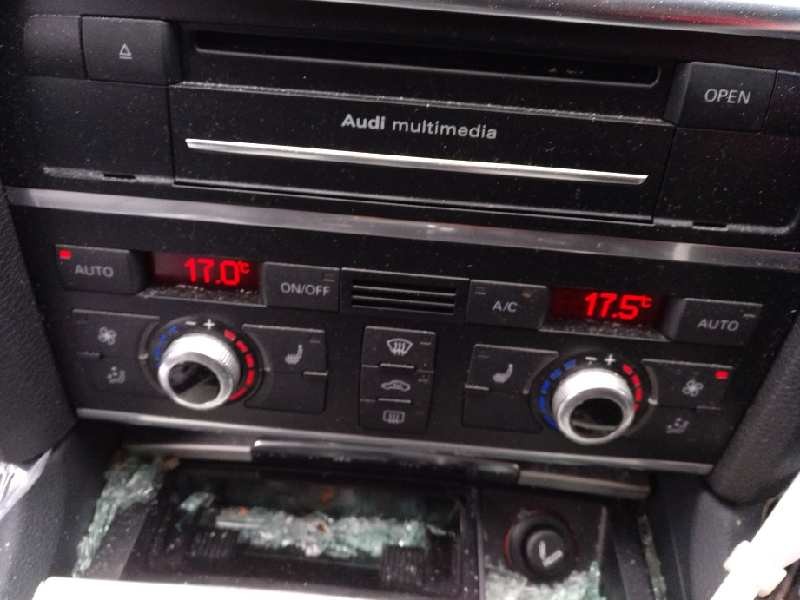 OPEN
Audi multimedia
AUTO
17.0°C
ON/OFF
A/C
17.5°C
AUTO